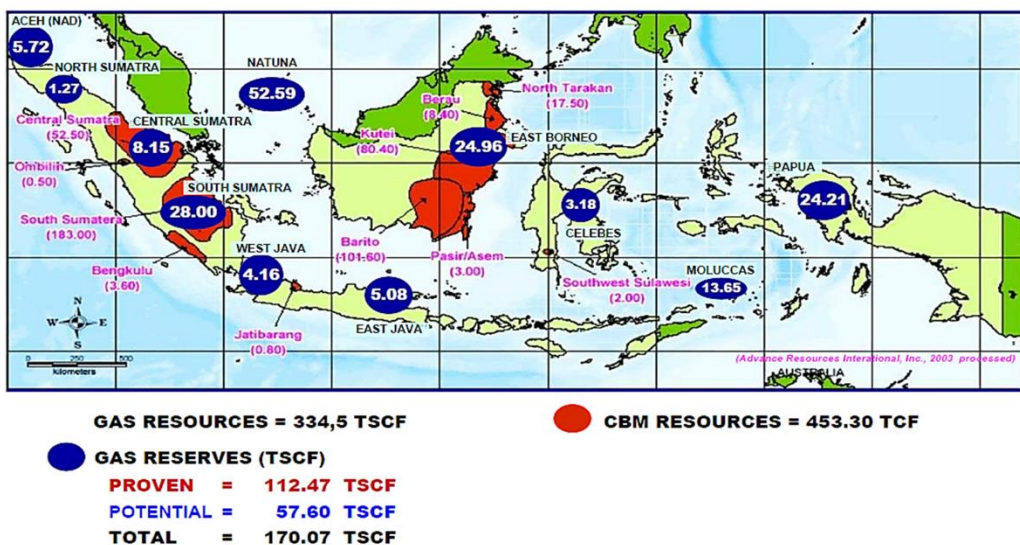 ACEH (NAD)
5.72
NORTH SUMATRA
1.27
NATUNA
52.59
Central Sumatra
(52.50)
CENTRAL SUMATRA
8.15
Ombilin
(0.50)
SOUTH SUMATRA
28.00
South Sumatera
(183.00)
Bengkulu
(3.60)
WEST JAVA
4.16
Jatibarang
(0.80)
5.08
EAST JAVA
North Tarakan
(17.50)
Berau
(8.40)
Kutei
(80.40)
EAST BORNEO
24.96
Barito
(101.60)
Pasir/Asem
(3.00)
3.18
CELEBES
Southwest Sulawesi
(2.00)
PAPUA
24.21
MOLUCCAS
13.65
N
W E
S
0 250 500
kilometers
(Advance Resources Interational, Inc., 2003 processed)
AUSTRALIA
GAS RESOURCES = 334,5 TSCF
CBM RESOURCES = 453.30 TCF
GAS RESERVES (TSCF)
PROVEN = 112.47 TSCF
POTENTIAL = 57.60 TSCF
TOTAL = 170.07 TSCF